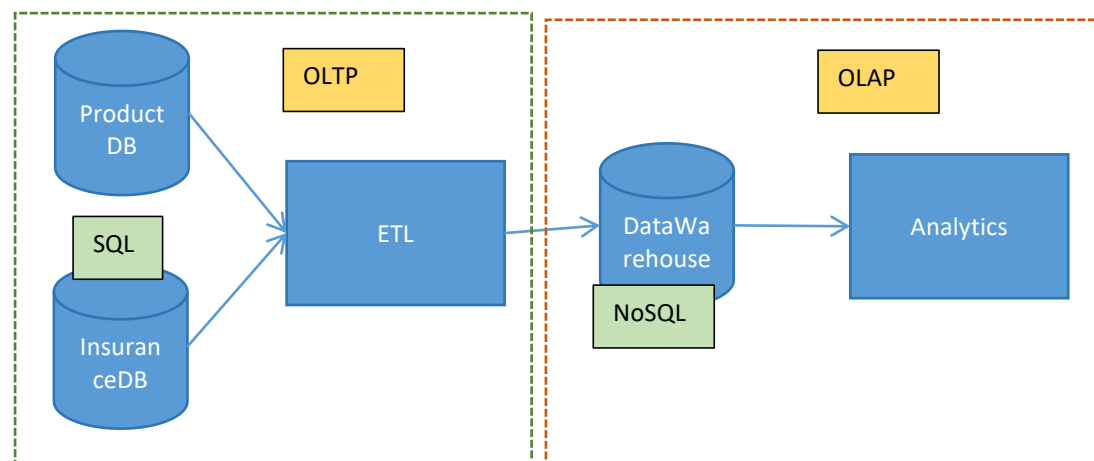 OLTP
Product
DB
SQL
Insuran
ceDB
ETL
OLAP
DataWa
rehouse
NoSQL
Analytics